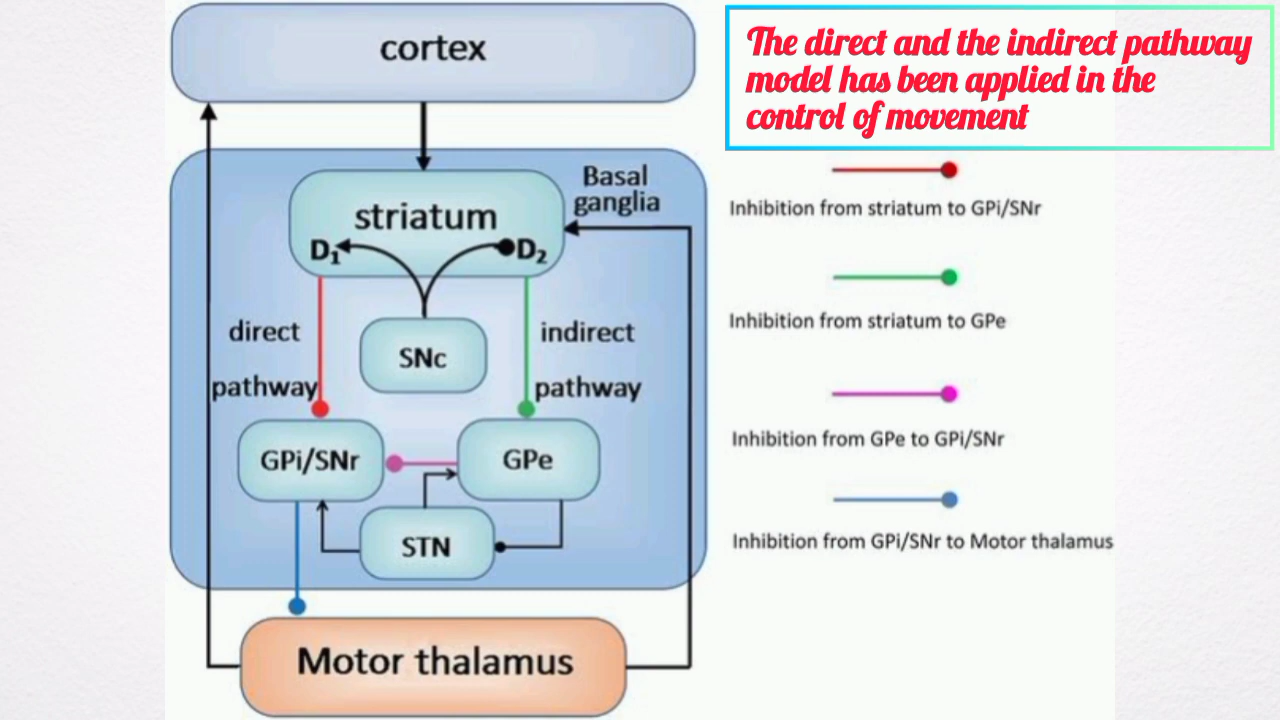 cortex
The direct and the indirect pathway
model has been applied in the
control of movement
Basal
ganglia
striatum
D₁
D₂
direct
pathway
SNc
indirect
pathway
GPi/SNr
GPe
STN
Motor thalamus
Inhibition from striatum to GPi/SNr
Inhibition from striatum to GPe
Inhibition from GPe to GPi/SNr
Inhibition from GPi/SNr to Motor thalamus